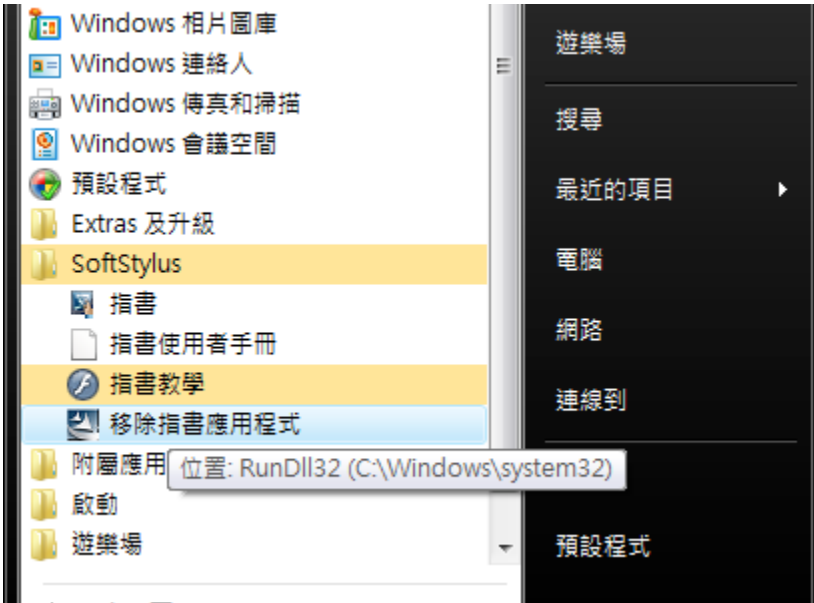 Windows 相片圖庫
Windows 連絡人
Windows 傳真和掃描
Windows 會議空間
預設程式
Extras 及升級
SoftStylus
指書
指書使用者手冊
指書教學
移除指書應用程式
附屬應用
位置: RunDll32 (C:\Windows\system32)
啟動
遊樂場
遊樂場
搜尋
最近的項目
電腦
網路
連線到
預設程式